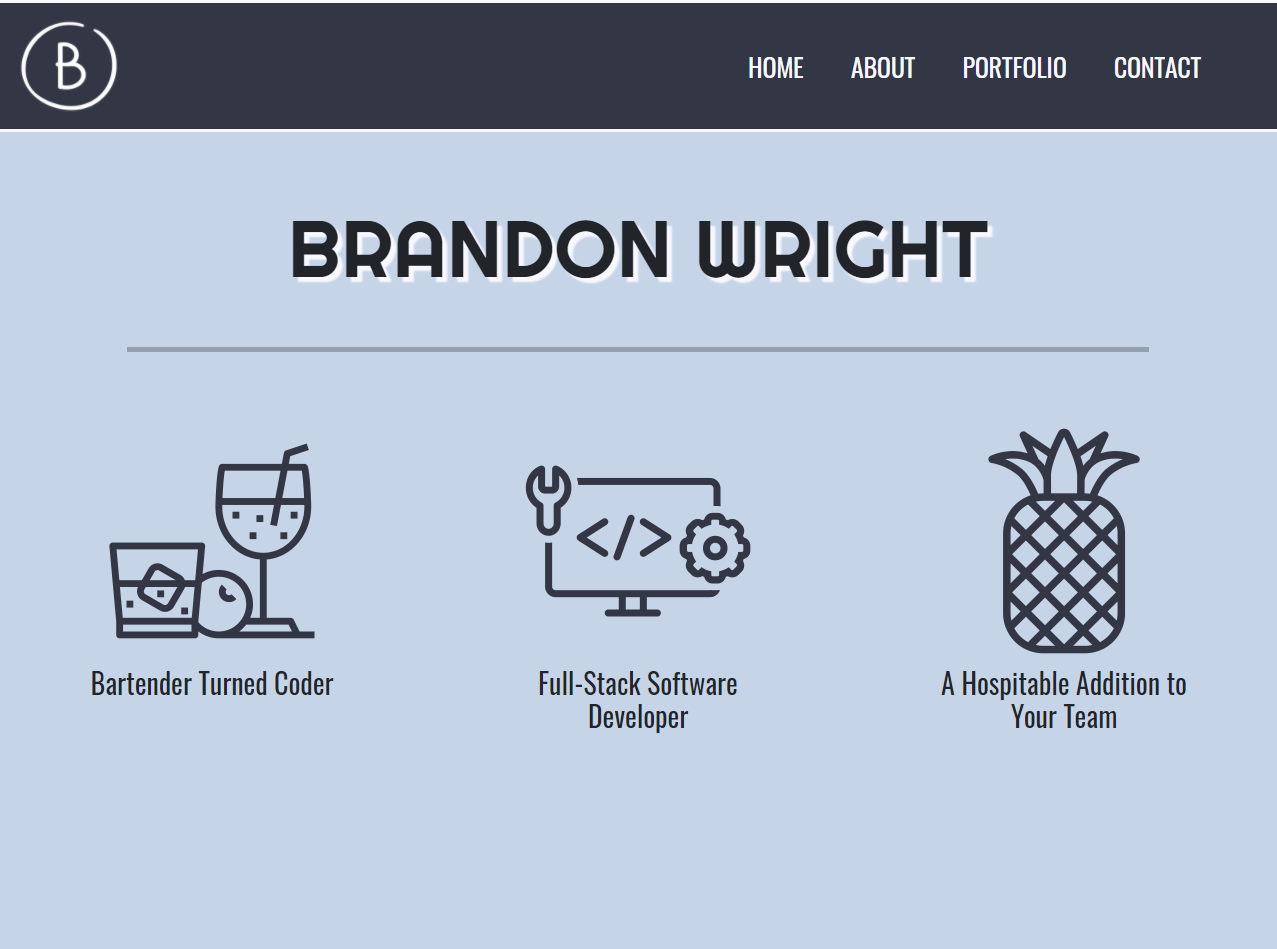 B
HOME ABOUT PORTFOLIO CONTACT
BRANDON WRIGHT
</>
Bartender Turned Coder
Full-Stack Software
Developer
A Hospitable Addition to
Your Team